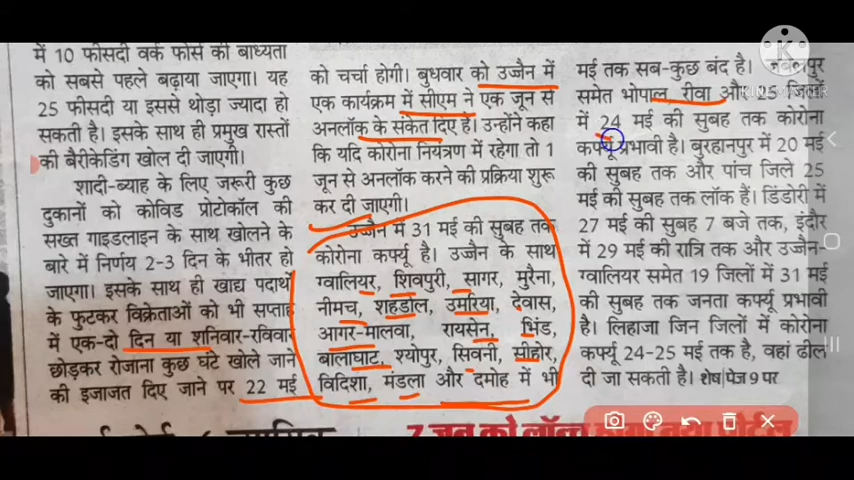 में 10 फीसदी वर्क फोर्स की बाध्यता
को सबसे पहले बढ़ाया जाएगा। यह
25 फीसदी या इससे थोड़ा ज्यादा हो
सकती है। इसके साथ ही प्रमुख रास्तों
की बैरीकेडिंग खोल दी जाएगी।
शादी-ब्याह के लिए जरूरी कुछ
दुकानों को कोविड प्रोटोकॉल की
सख्त गाइडलाइन के साथ खोलने के
बारे में निर्णय 2-3 दिन के भीतर हो
जाएगा। इसके साथ ही खाद्य पदार्थों
के फुटकर विक्रेताओं को भी सप्ताह
में एक-दो दिन या शनिवार-रविवार
छोड़कर रोजाना कुछ घंटे खोले जाने
की इजाजत दिए जाने पर 22 मई
को चर्चा होगी। बुधवार को उज्जैन में
एक कार्यक्रम में सीएम ने एक जून से
अनलॉक के संकेत दिए हैं। उन्होंने कहा
कि यदि कोरोना नियंत्रण में रहेगा तो 1
जून से अनलॉक करने की प्रक्रिया शुरू
कर दी जाएगी।
उज्जैन में 31 मई की सुबह तक
कोरोना कर्फ्यू है। उज्जैन के साथ
ग्वालियर, शिवपुरी, सागर, मुरैना,
नीमच, शहडोल, उमरिया, देवास,
आगर-मालवा, रायसेन, भिंड,
बालाघाट, श्योपुर, सिवनी, सीहोर,
विदिशा, मंडला और दमोह में भी
मई तक सब-कुछ बंद है। जबलपुर
समेत भोपाल, रीवा और 25 जिलों
में 24 मई की सुबह तक कोरोना
कर्फ्यू प्रभावी है। बुरहानपुर में 20 मई
की सुबह तक और पांच जिले 25
मई की सुबह तक लॉक हैं। डिंडोरी में
27 मई की सुबह 7 बजे तक, इंदौर
में 29 मई की रात्रि तक और उज्जैन-
ग्वालियर समेत 19 जिलों में 31 मई
की सुबह तक जनता कर्फ्यू प्रभावी
है। लिहाजा जिन जिलों में कोरोना
कर्फ्यू 24-25 मई तक है, वहां ढील
दी जा सकती है। शेष|पेज 9 पर